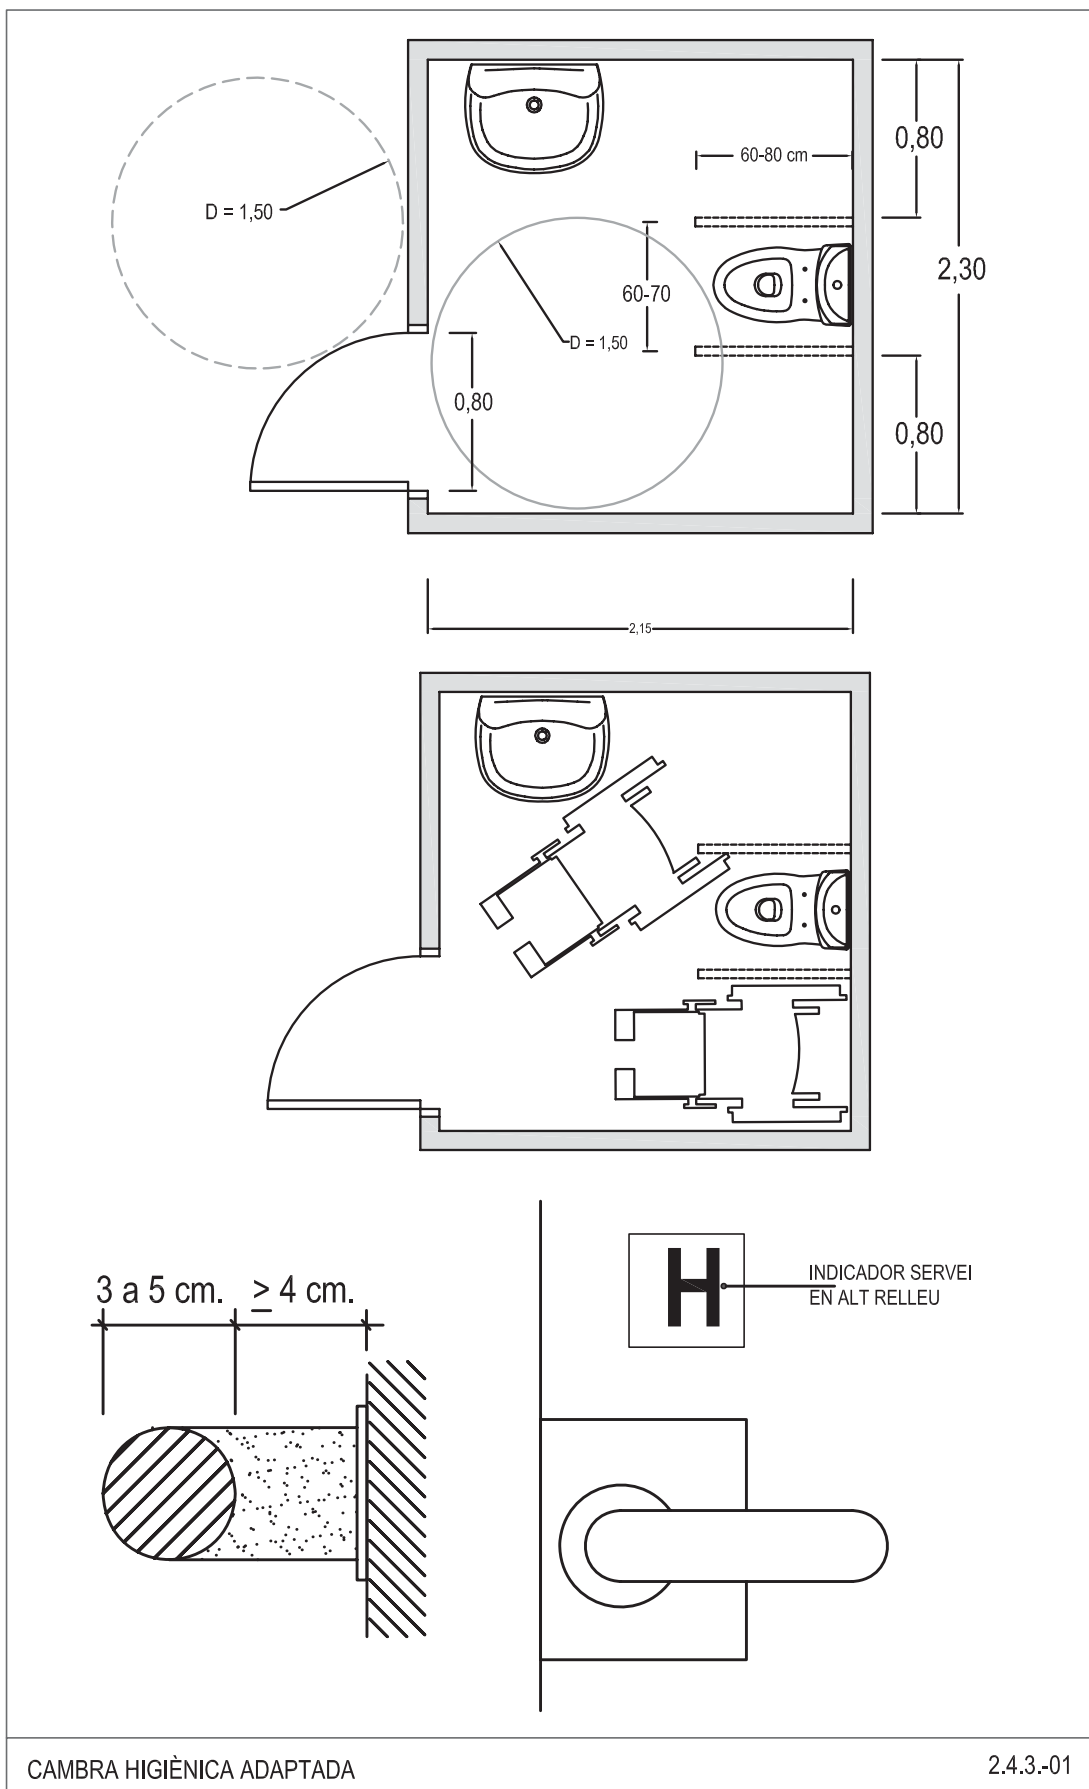 0,80
60-80 cm
D = 1,50
2,30
60-70
D = 1,50
0,80
0,80
2,15
INDICADOR SERVEI
EN ALT RELLEU
3 a 5 cm. ≥ 4 cm.
H
CAMBRA HIGIÈNICA ADAPTADA
2.4.3.-01